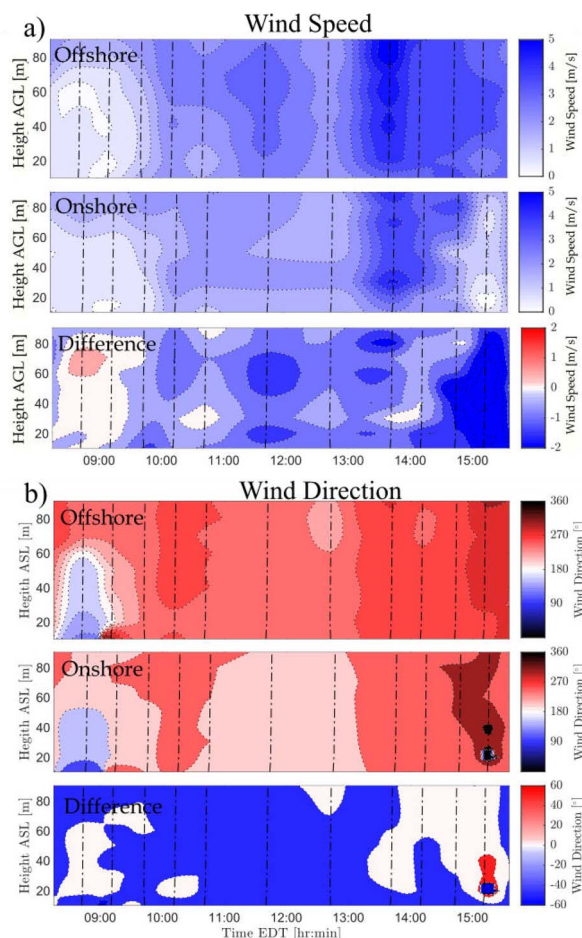 a)
Wind Speed
Offshore
Height AGL [m]
80
60
40
20
5
4
3
2
1
0
Wind Speed[m/s]
Onshore
Height AGL [m]
80
60
40
20
5
4
3
2
1
0
Wind Speed[m/s]
Difference
Height AGL [m]
80
60
40
20
2
1
0
-1
-2
Wind Speed[m/s]
09:00 10:00 11:00 12:00 13:00 14:00 15:00
b)
Wind Direction
Offshore
Hegith ASL [m]
80
60
40
20
360
270
180
90
Wind Direction [°]
Onshore
Hegith ASL [m]
80
60
40
20
360
270
180
90
Wind Direction [°]
Difference
Hegith ASL [m]
80
60
40
20
60
40
20
0
-20
-40
-60
Wind Direction [°]
09:00 10:00 11:00 12:00 13:00 14:00 15:00
Time EDT [hr:min]